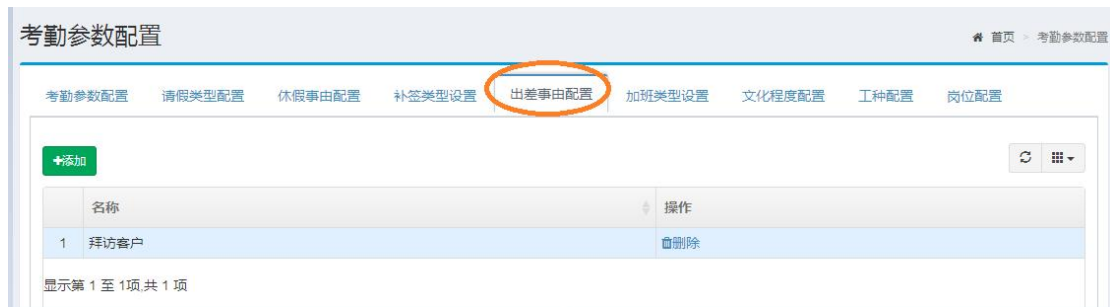 考勤参数配置
首页 > 考勤参数配置
考勤参数配置 请假类型配置 休假事由配置 补签类型设置 出差事由配置 加班类型设置 文化程度配置 工种配置 岗位配置
+添加
名称 操作
1 拜访客户 删除
显示第 1 至 1项,共 1 项